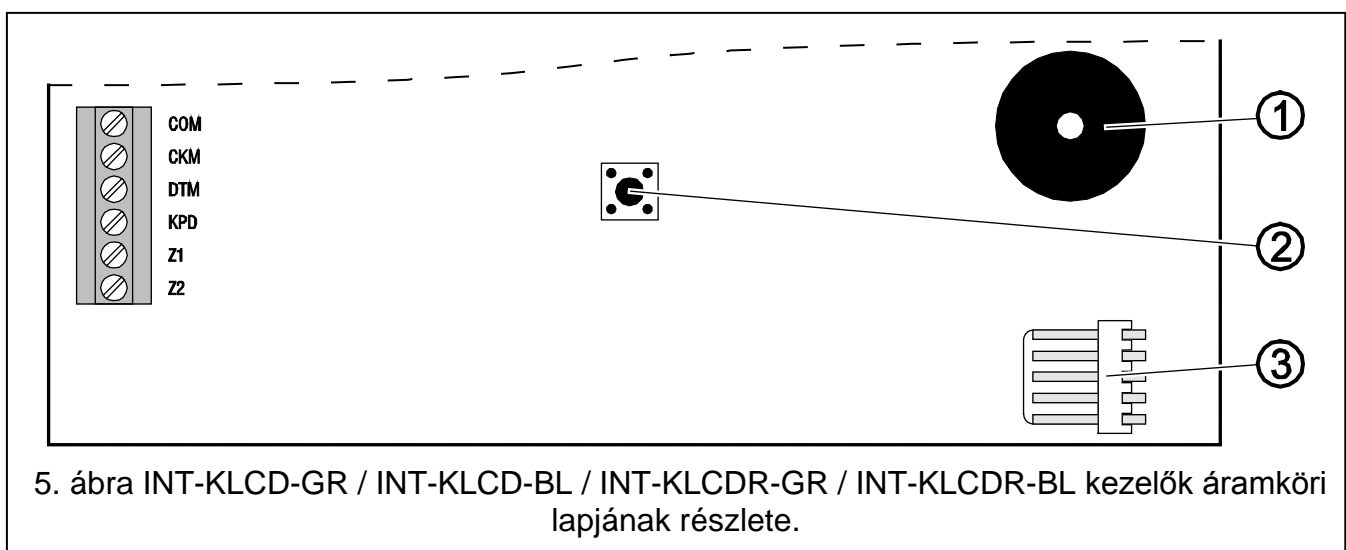 COM
CKM
DTM
KPD
Z1
Z2
1
2
3
5. ábra INT-KLCD-GR / INT-KLCD-BL / INT-KLCDR-GR / INT-KLCDR-BL kezelők áramköri
lapjának részlete.